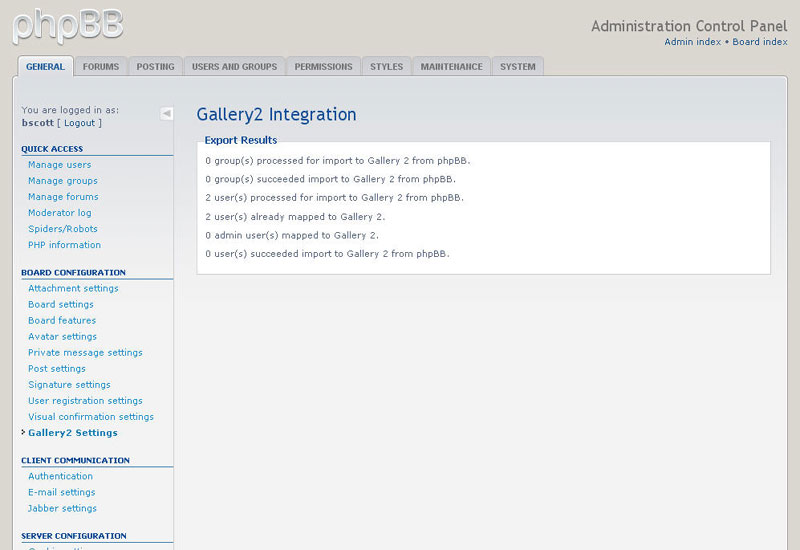 phpBB
Administration Control Panel
Admin index • Board index
GENERAL FORUMS POSTING USERS AND GROUPS PERMISSIONS STYLES MAINTENANCE SYSTEM
You are logged in as:
bscott [ Logout ]
QUICK ACCESS
Manage users
Manage groups
Manage forums
Moderator log
Spiders/Robots
PHP information
BOARD CONFIGURATION
Attachment settings
Board settings
Board features
Avatar settings
Private message settings
Post settings
Signature settings
User registration settings
Visual confirmation settings
Gallery2 Settings
CLIENT COMMUNICATION
Authentication
E-mail settings
Jabber settings
SERVER CONFIGURATION
Gallery2 Integration
Export Results
0 group(s) processed for import to Gallery 2 from phpBB.
0 group(s) succeeded import to Gallery 2 from phpBB.
2 user(s) processed for import to Gallery 2 from phpBB.
2 user(s) already mapped to Gallery 2.
0 admin user(s) mapped to Gallery 2.
0 user(s) succeeded import to Gallery 2 from phpBB.